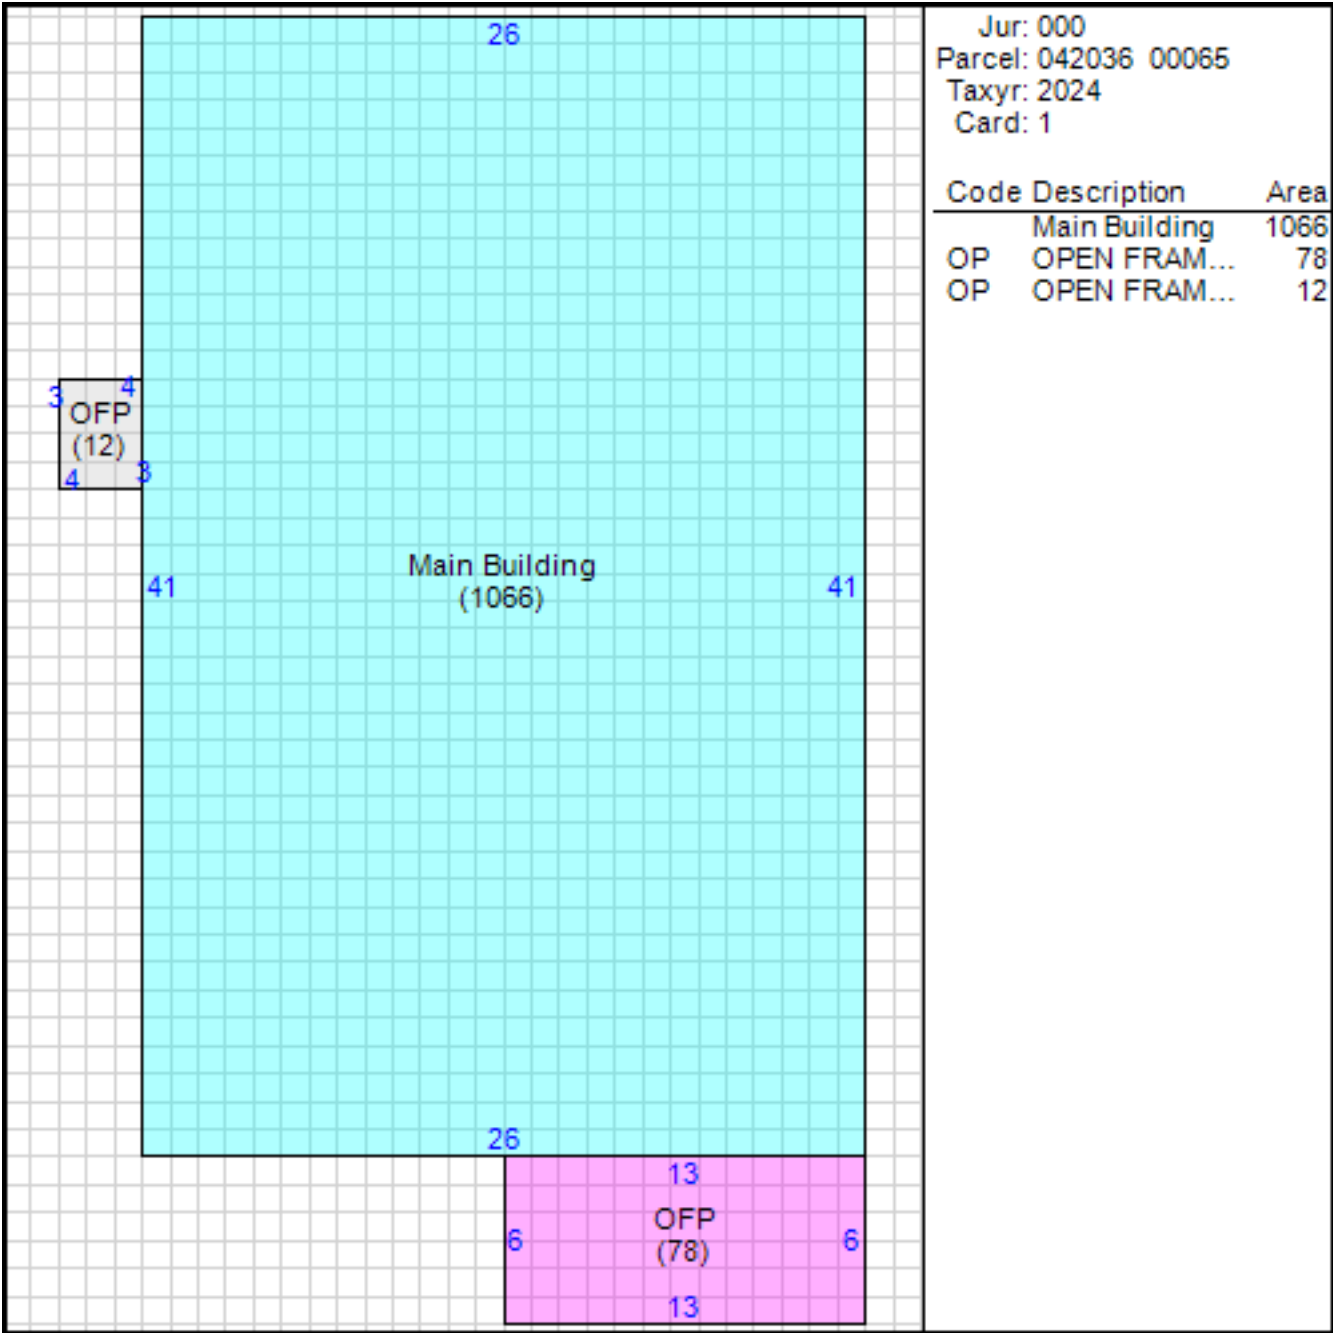 26
3 4
OFP
(12)
4 3
Main Building
(1066)
41 41
26
13
OFP
(78)
6 6
13
Jur: 000
Parcel: 042036 00065
Taxyr: 2024
Card: 1
Code Description Area
Main Building 1066
OP OPEN FRAM... 78
OP OPEN FRAM... 12